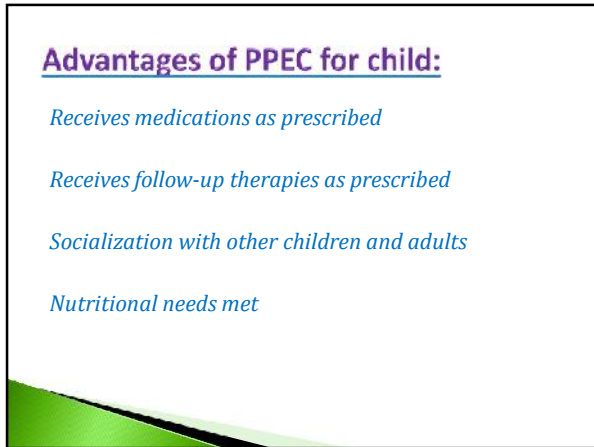 Advantages of PPEC for child:
Receives medications as prescribed
Receives follow-up therapies as prescribed
Socialization with other children and adults
Nutritional needs met